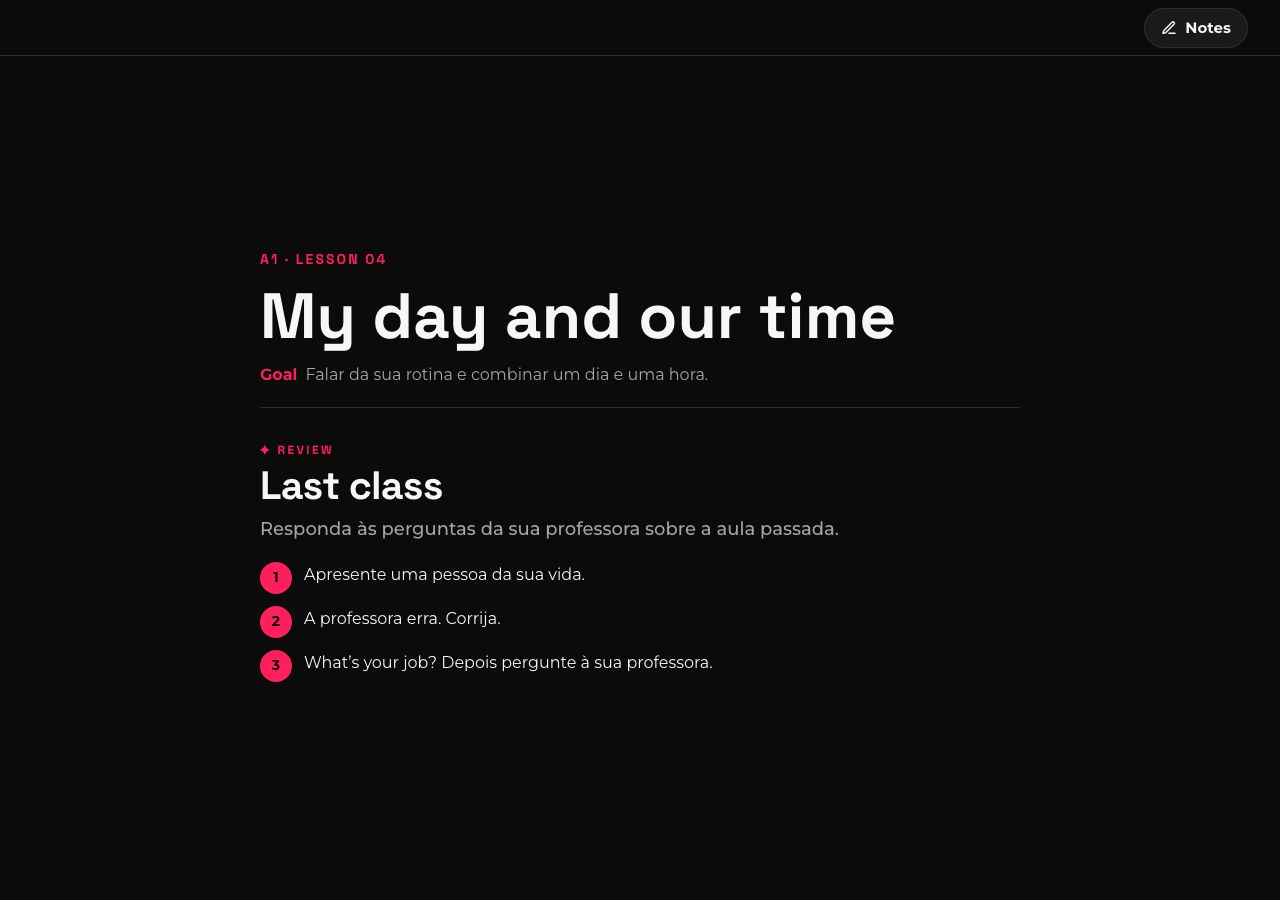 Notes
A1 · LESSON 04
My day and our time
Goal Falar da sua rotina e combinar um dia e uma hora.
✦ REVIEW
Last class
Responda às perguntas da sua professora sobre a aula passada.
1 Apresente uma pessoa da sua vida.
2 A professora erra. Corrija.
3 What’s your job? Depois pergunte à sua professora.